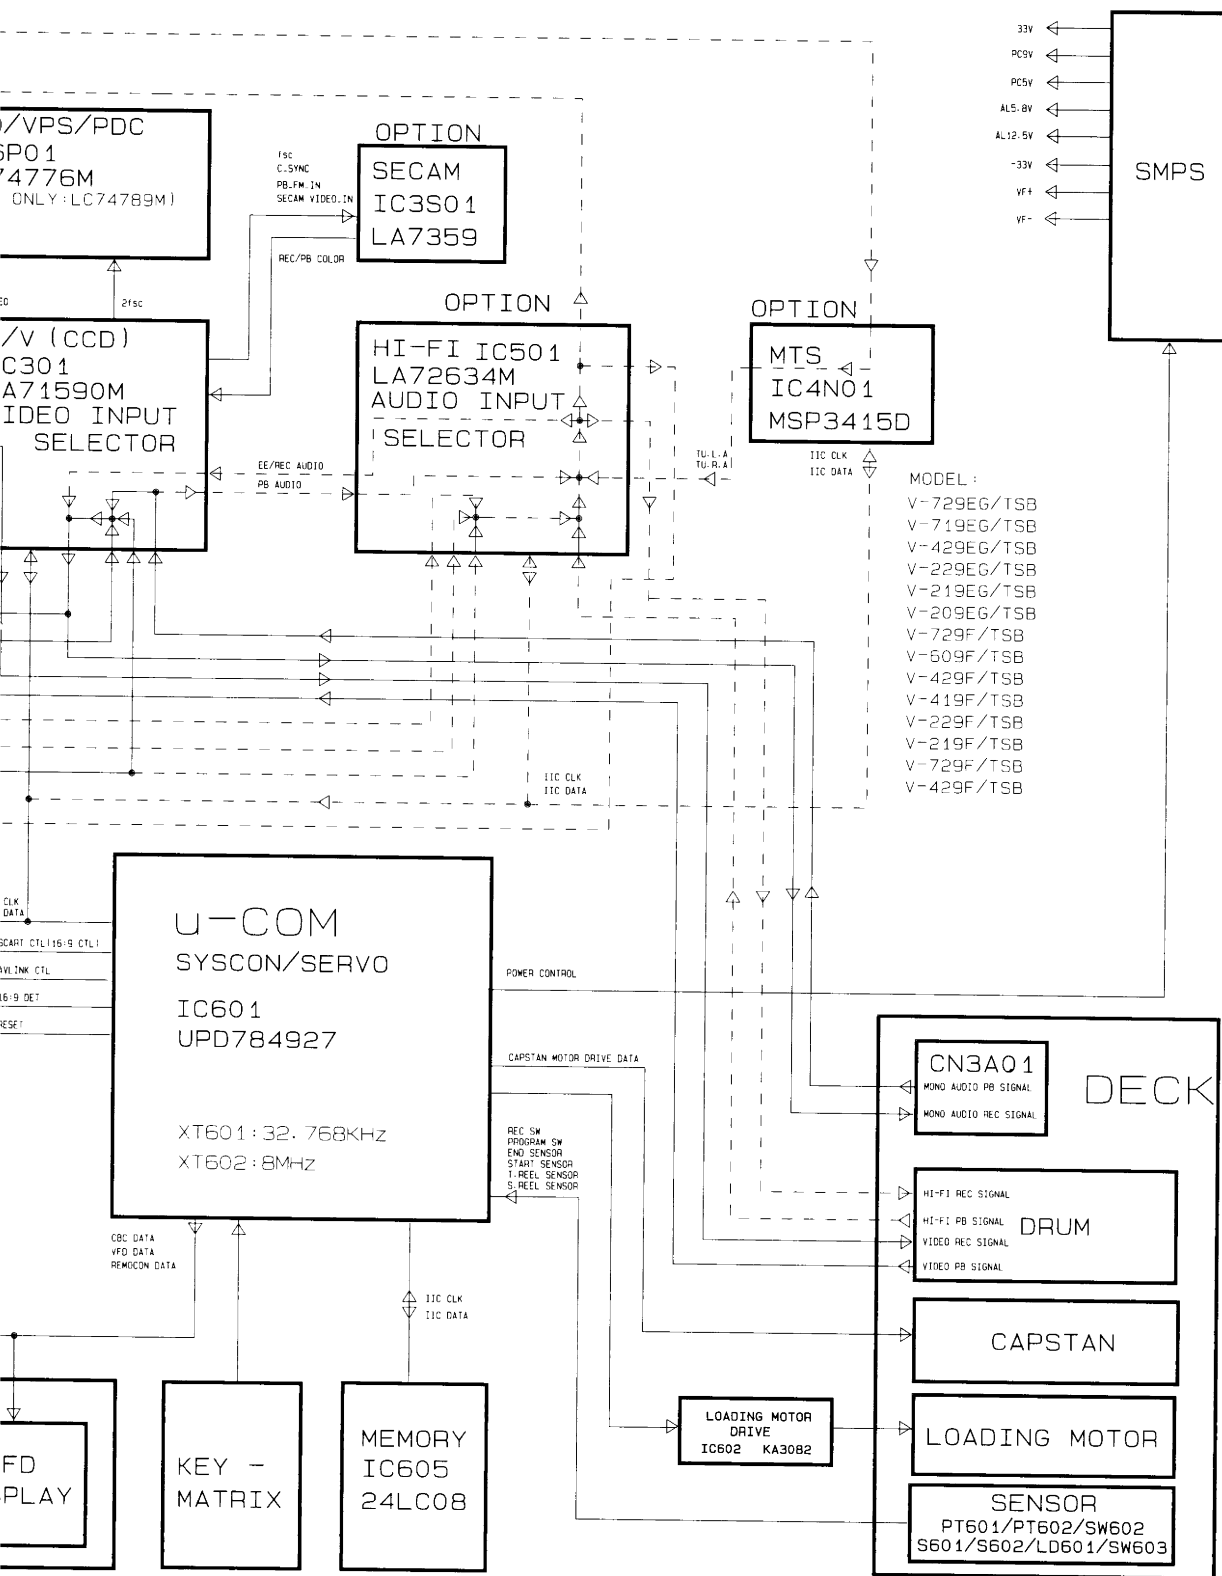 33V
PC9V
PC5V
AL5.8V
AL12.5V
-33V
VF+
VF-
SMPS
/VPS/PDC
6P01
74776M
ONLY:LC74789M)
2fsc
fsc
C.SYNC
PB-FM.IN
SECAM VIDEO.IN
REC/PB COLOR
OPTION
SECAM
IC3S01
LA7359
/V (CCD)
C301
A71590M
IDEO INPUT
SELECTOR
EE/REC AUDIO
PB AUDIO
OPTION
HI-FI IC501
LA72634M
AUDIO INPUT
SELECTOR
TU-L-A
TU-R-A
OPTION
MTS
IC4N01
MSP3415D
IIC CLK
IIC DATA
MODEL:
V-729EG/TSB
V-719EG/TSB
V-429EG/TSB
V-229EG/TSB
V-219EG/TSB
V-209EG/TSB
V-729F/TSB
V-609F/TSB
V-429F/TSB
V-419F/TSB
V-229F/TSB
V-219F/TSB
V-729F/TSB
V-429F/TSB
IIC CLK
IIC DATA
CLK
DATA
SCART CTL(16:9 CTL)
AVLINK CTL
16:9 DET
RESET
u-COM
SYSCON/SERVO
IC601
UPD784927
XT601:32.768KHz
XT602:8MHz
POWER CONTROL
CAPSTAN MOTOR DRIVE DATA
REC SW
PROGRAM SW
END SENSOR
START SENSOR
T.REEL SENSOR
S.REEL SENSOR
CBC DATA
VFD DATA
REMOCON DATA
IIC CLK
IIC DATA
FD
PLAY
KEY -
MATRIX
MEMORY
IC605
24LC08
LOADING MOTOR
DRIVE
IC602 KA3082
DECK
CN3A01
MONO AUDIO PB SIGNAL
MONO AUDIO REC SIGNAL
HI-FI REC SIGNAL
HI-FI PB SIGNAL
DRUM
VIDEO REC SIGNAL
VIDEO PB SIGNAL
CAPSTAN
LOADING MOTOR
SENSOR
PT601/PT602/SW602
S601/S602/LD601/SW603